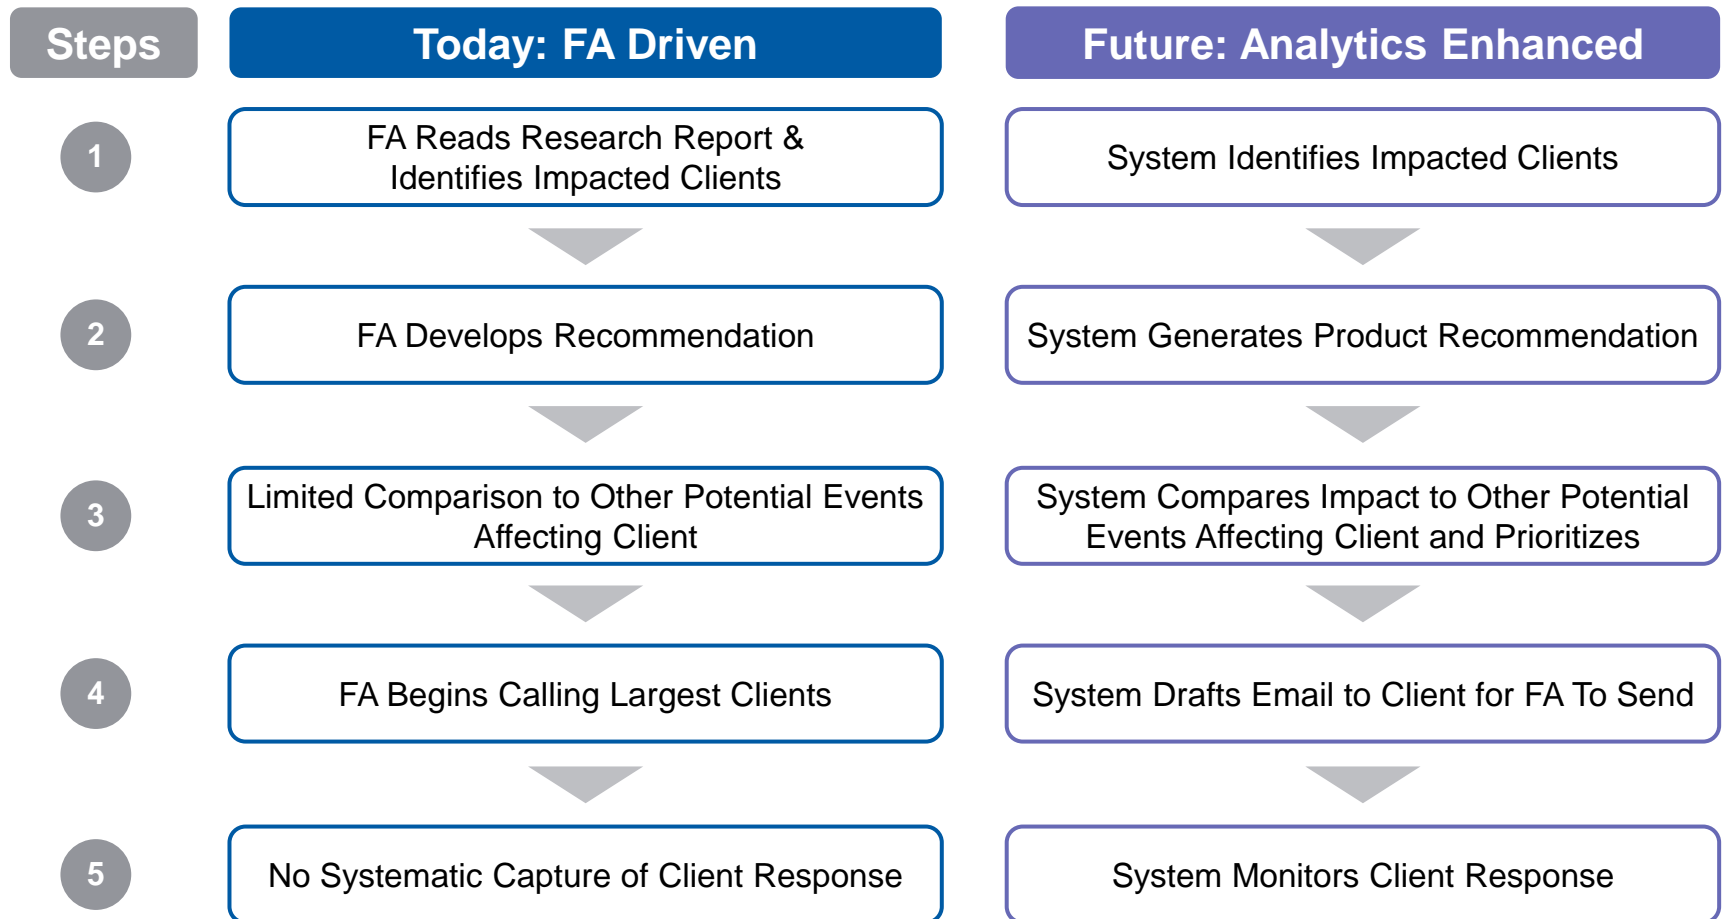 Steps
Today: FA Driven
Future: Analytics Enhanced
1
FA Reads Research Report &
Identifies Impacted Clients
System Identifies Impacted Clients
2
FA Develops Recommendation
System Generates Product Recommendation
3
Limited Comparison to Other Potential Events
Affecting Client
System Compares Impact to Other Potential
Events Affecting Client and Prioritizes
4
FA Begins Calling Largest Clients
System Drafts Email to Client for FA To Send
5
No Systematic Capture of Client Response
System Monitors Client Response